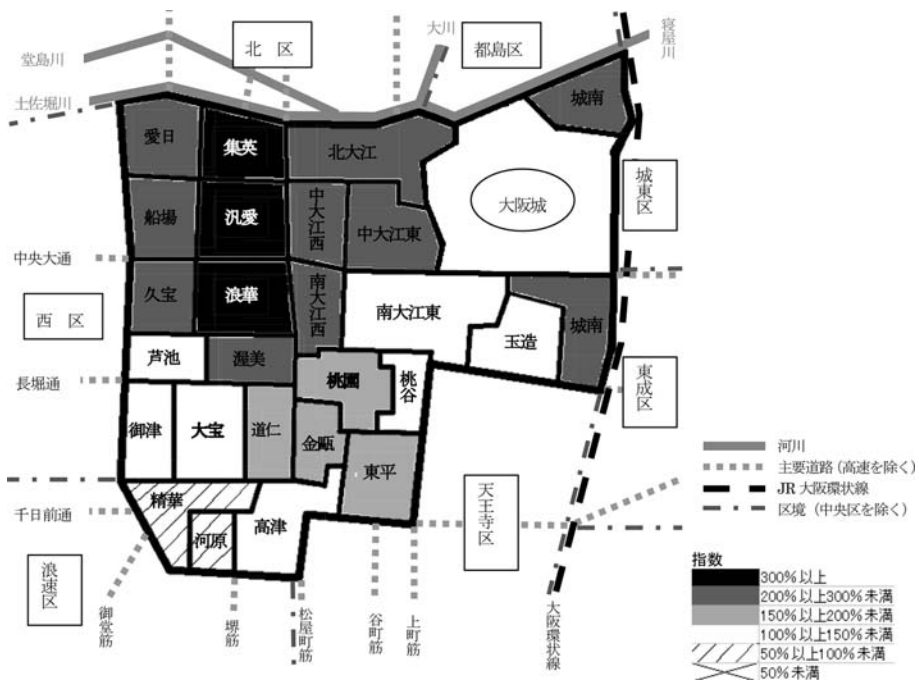 北 区
大川
都島区
寝屋川
堂島川
土佐堀川
城南
愛日
集英
北大江
城東区
大阪城
船場
汎愛
中大江西
中大江東
中央大通
久宝
浪華
南大江西
南大江東
城南
西 区
玉造
芦池
渥美
桃園
桃谷
長堀通
東成区
御津
大宝
道仁
金甌
東平
精華
千日前通
高津
河原
天王寺区
浪速区
御堂筋
堺筋
松屋町筋
谷町筋
上町筋
大阪環状線
河川
主要道路(高速を除く)
JR 大阪環状線
区境 (中央区を除く)
指数
300%以上
200%以上300%未満
150%以上200%未満
100%以上150%未満
50%以上100%未満
50%未満